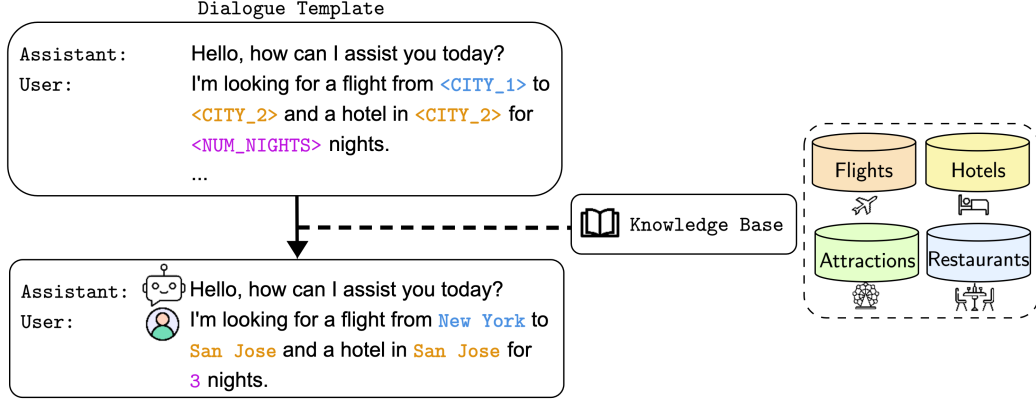 Dialogue Template
Assistant: Hello, how can I assist you today?
User: I'm looking for a flight from <CITY_1> to
<CITY_2> and a hotel in <CITY_2> for
<NUM_NIGHTS> nights.
...
Knowledge Base
Flights
Hotels
Attractions
Restaurants
Assistant: Hello, how can I assist you today?
User: I'm looking for a flight from New York to
San Jose and a hotel in San Jose for
3 nights.